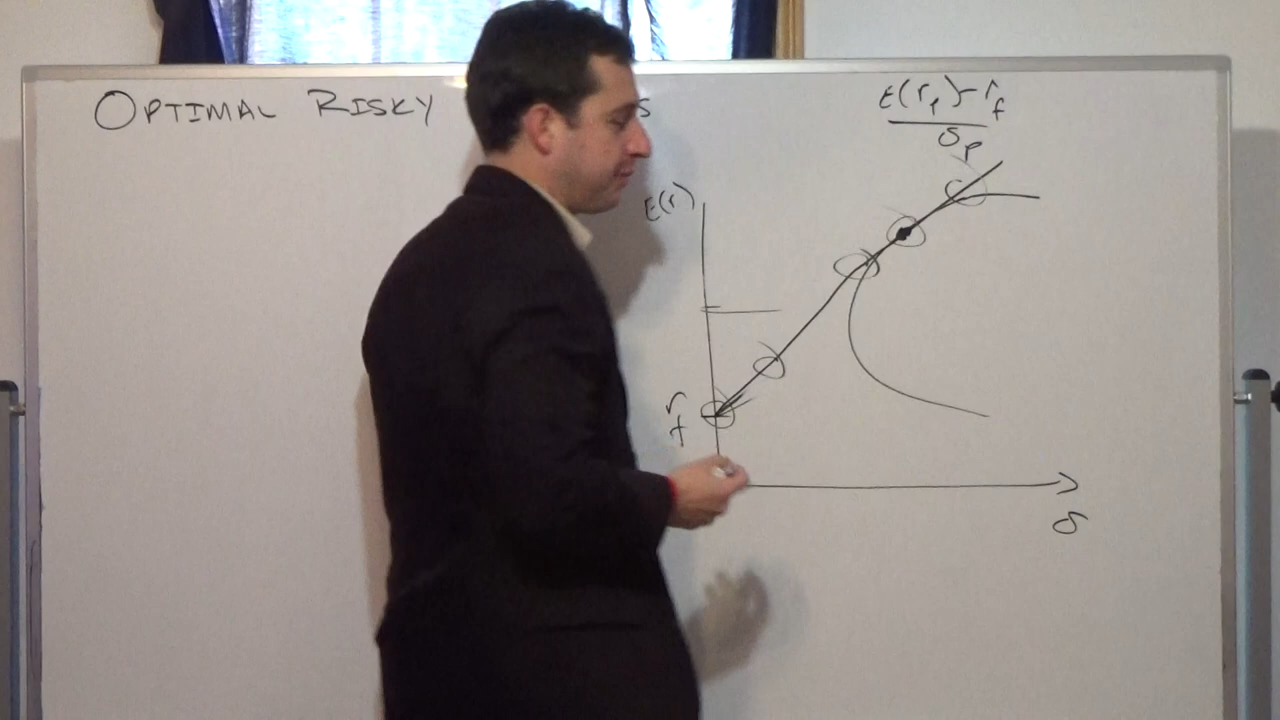 OPTIMAL RISKY
E(r_p) - r_f
σ_p
E(r)
r_f
σ